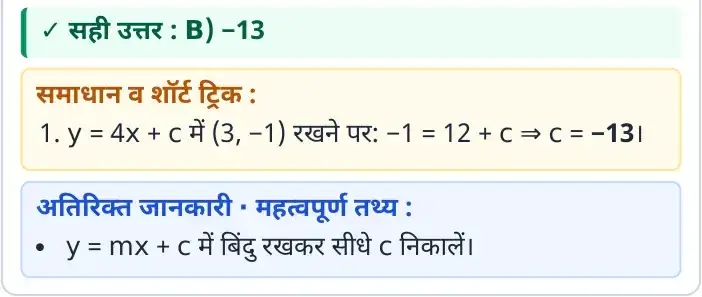 ✓ सही उत्तर : B) −13
समाधान व शॉर्ट ट्रिक :
1. y = 4x + c में (3, −1) रखने पर: −1 = 12 + c ⇒ c = −13।
अतिरिक्त जानकारी · महत्वपूर्ण तथ्य :
• y = mx + c में बिंदु रखकर सीधे c निकालें।